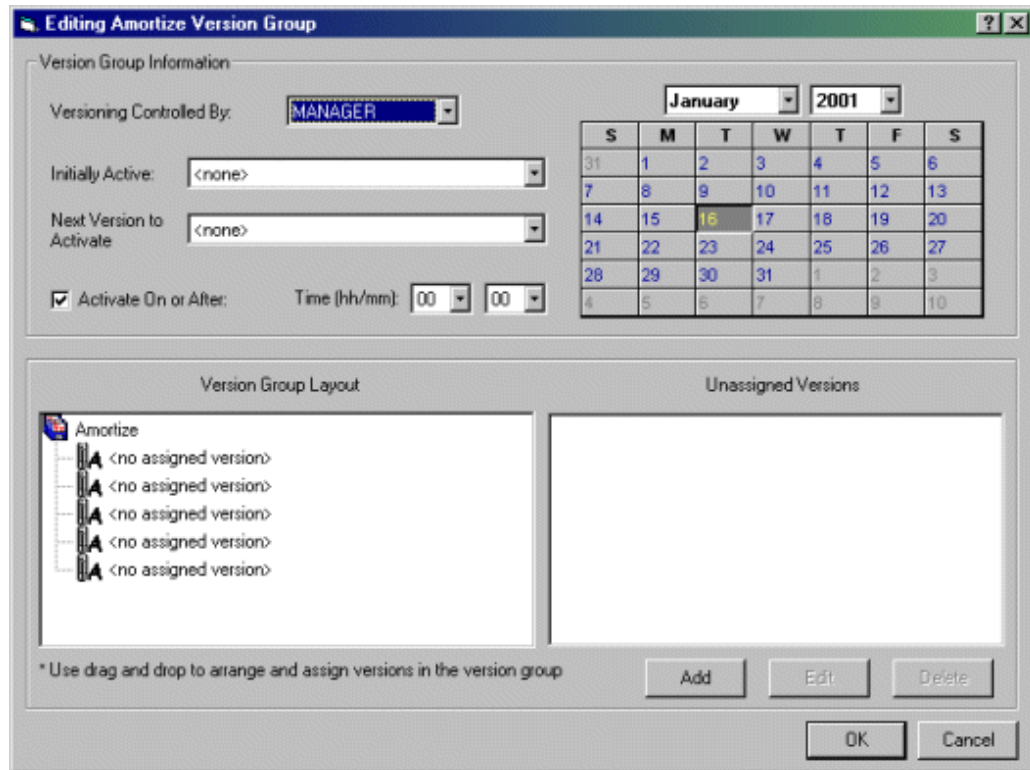 Editing Amortize Version Group
Version Group Information
Versioning Controlled By: MANAGER
Initially Active: <none>
Next Version to
Activate
<none>
Activate On or After: Time (hh/mm): 00 00
January 2001
S M T W T F S
31 1 2 3 4 5 6
7 8 9 10 11 12 13
14 15 16 17 18 19 20
21 22 23 24 25 26 27
28 29 30 31 1 2 3
4 5 6 7 8 9 10
Version Group Layout
Amortize
A <no assigned version>
A <no assigned version>
A <no assigned version>
A <no assigned version>
A <no assigned version>
Unassigned Versions
* Use drag and drop to arrange and assign versions in the version group
Add Edit Delete
OK Cancel